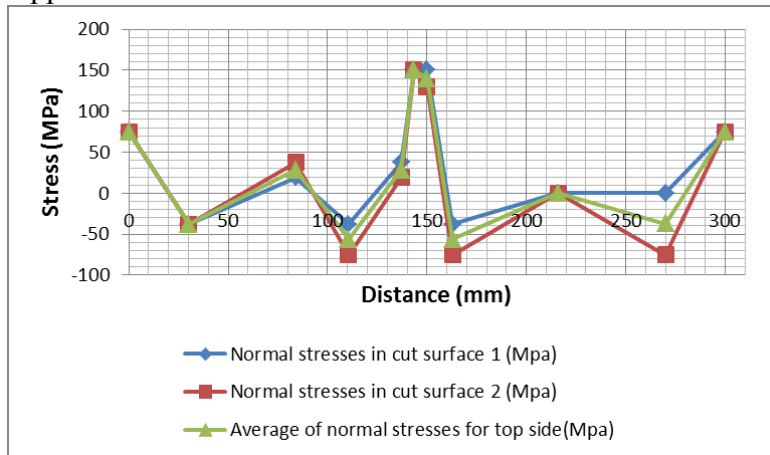 200
150
100
50
0
-50
-100
Stress (MPa)
0 50 100 150 200 250 300
Distance (mm)
Normal stresses in cut surface 1 (Mpa)
Normal stresses in cut surface 2 (Mpa)
Average of normal stresses for top side(Mpa)